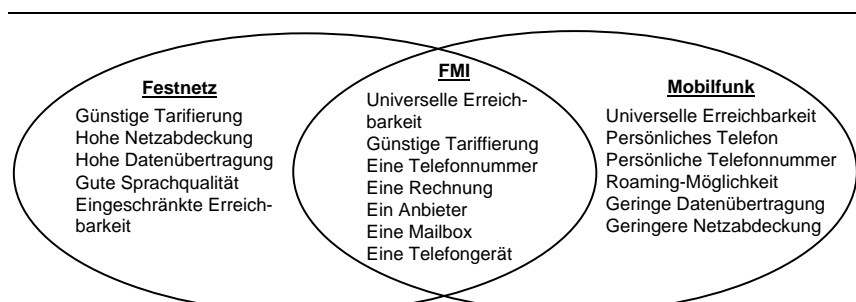 Festnetz
Günstige Tarifierung
Hohe Netzabdeckung
Hohe Datenübertragung
Gute Sprachqualität
Eingeschränkte Erreich-
barkeit
FMI
Universelle Erreich-
barkeit
Günstige Tariffierung
Eine Telefonnummer
Eine Rechnung
Ein Anbieter
Eine Mailbox
Eine Telefongerät
Mobilfunk
Universelle Erreichbarkeit
Persönliches Telefon
Persönliche Telefonnummer
Roaming-Möglichkeit
Geringe Datenübertragung
Geringere Netzabdeckung